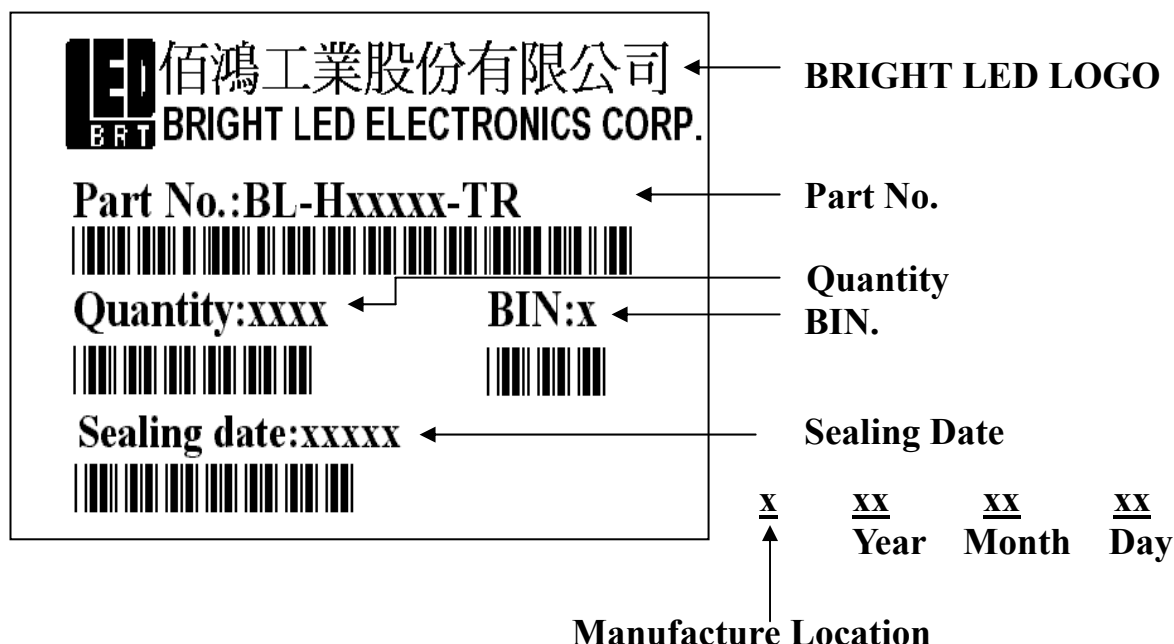 LED
BRT
佰鴻工業股份有限公司
BRIGHT LED ELECTRONICS CORP.
BRIGHT LED LOGO
Part No.:BL-Hxxxxx-TR
Part No.
Quantity:xxxx
BIN:x
Quantity
BIN.
Sealing date:xxxxx
Sealing Date
x xx xx xx
Year Month Day
Manufacture Location